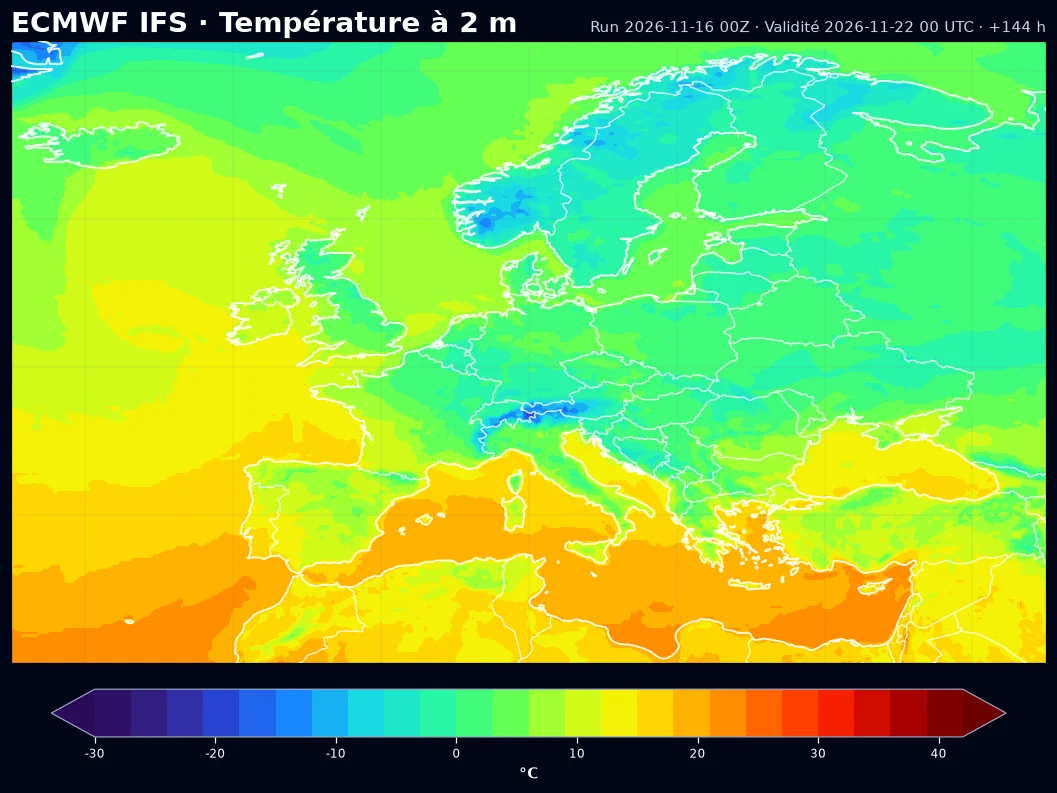 ECMWF IFS · Température à 2 m
Run 2026-11-16 00Z · Validité 2026-11-22 00 UTC · +144 h
-30 -20 -10 0 10 20 30 40
°C